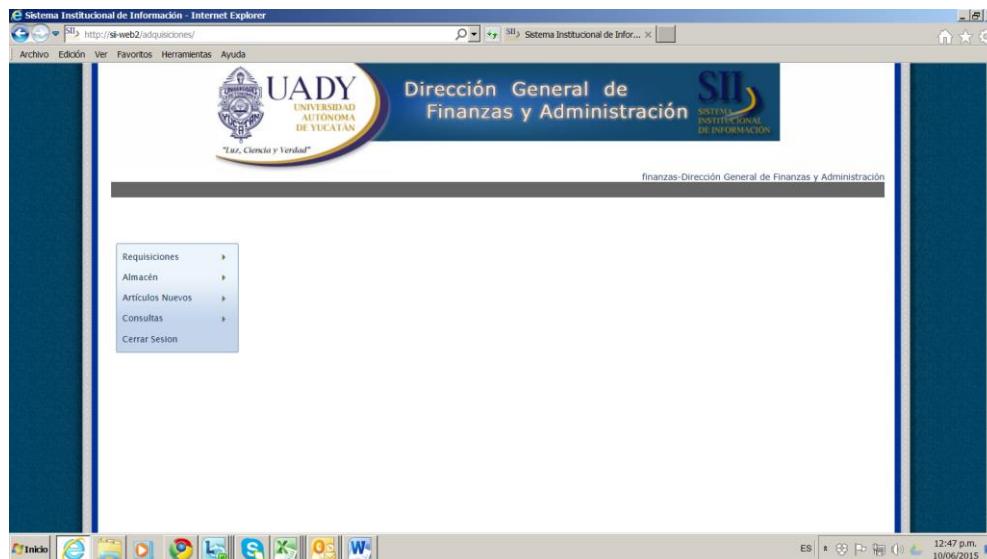 Sistema Institucional de Información - Internet Explorer
http://si-web2/adquisiciones/
SII
Sistema Institucional de Infor...
Archivo Edición Ver Favoritos Herramientas Ayuda
UADY
UNIVERSIDAD
AUTÓNOMA
DE YUCATÁN
"Luz, Ciencia y Verdad"
Dirección General de
Finanzas y Administración
SII
SISTEMA
INSTITUCIONAL
DE INFORMACIÓN
finanzas-Dirección General de Finanzas y Administración
Requisiciones
Almacén
Artículos Nuevos
Consultas
Cerrar Sesion
Inicio
ES
12:47 p.m.
10/06/2015